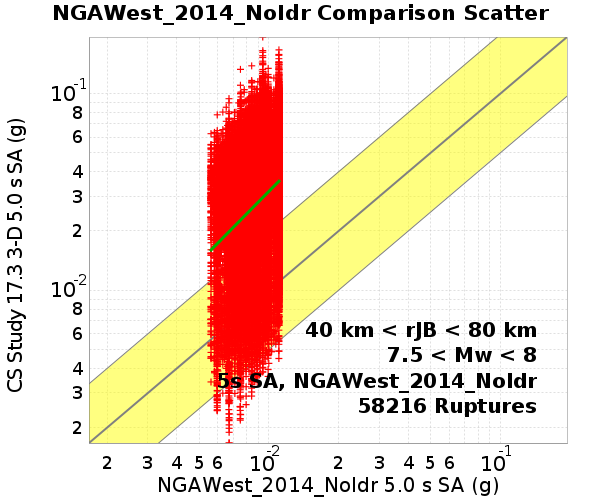 NGAWest_2014_NoIdr Comparison Scatter
CS Study 17.3 3-D 5.0 s SA (g)
10-1
8
6
4
3
2
10-2
8
6
4
3
2
40 km < rJB < 80 km
7.5 < Mw < 8
5s SA, NGAWest_2014_NoIdr
58216 Ruptures
2 3 4 5 6 10-2 2 3 4 5 6 10-1
NGAWest_2014_NoIdr 5.0 s SA (g)